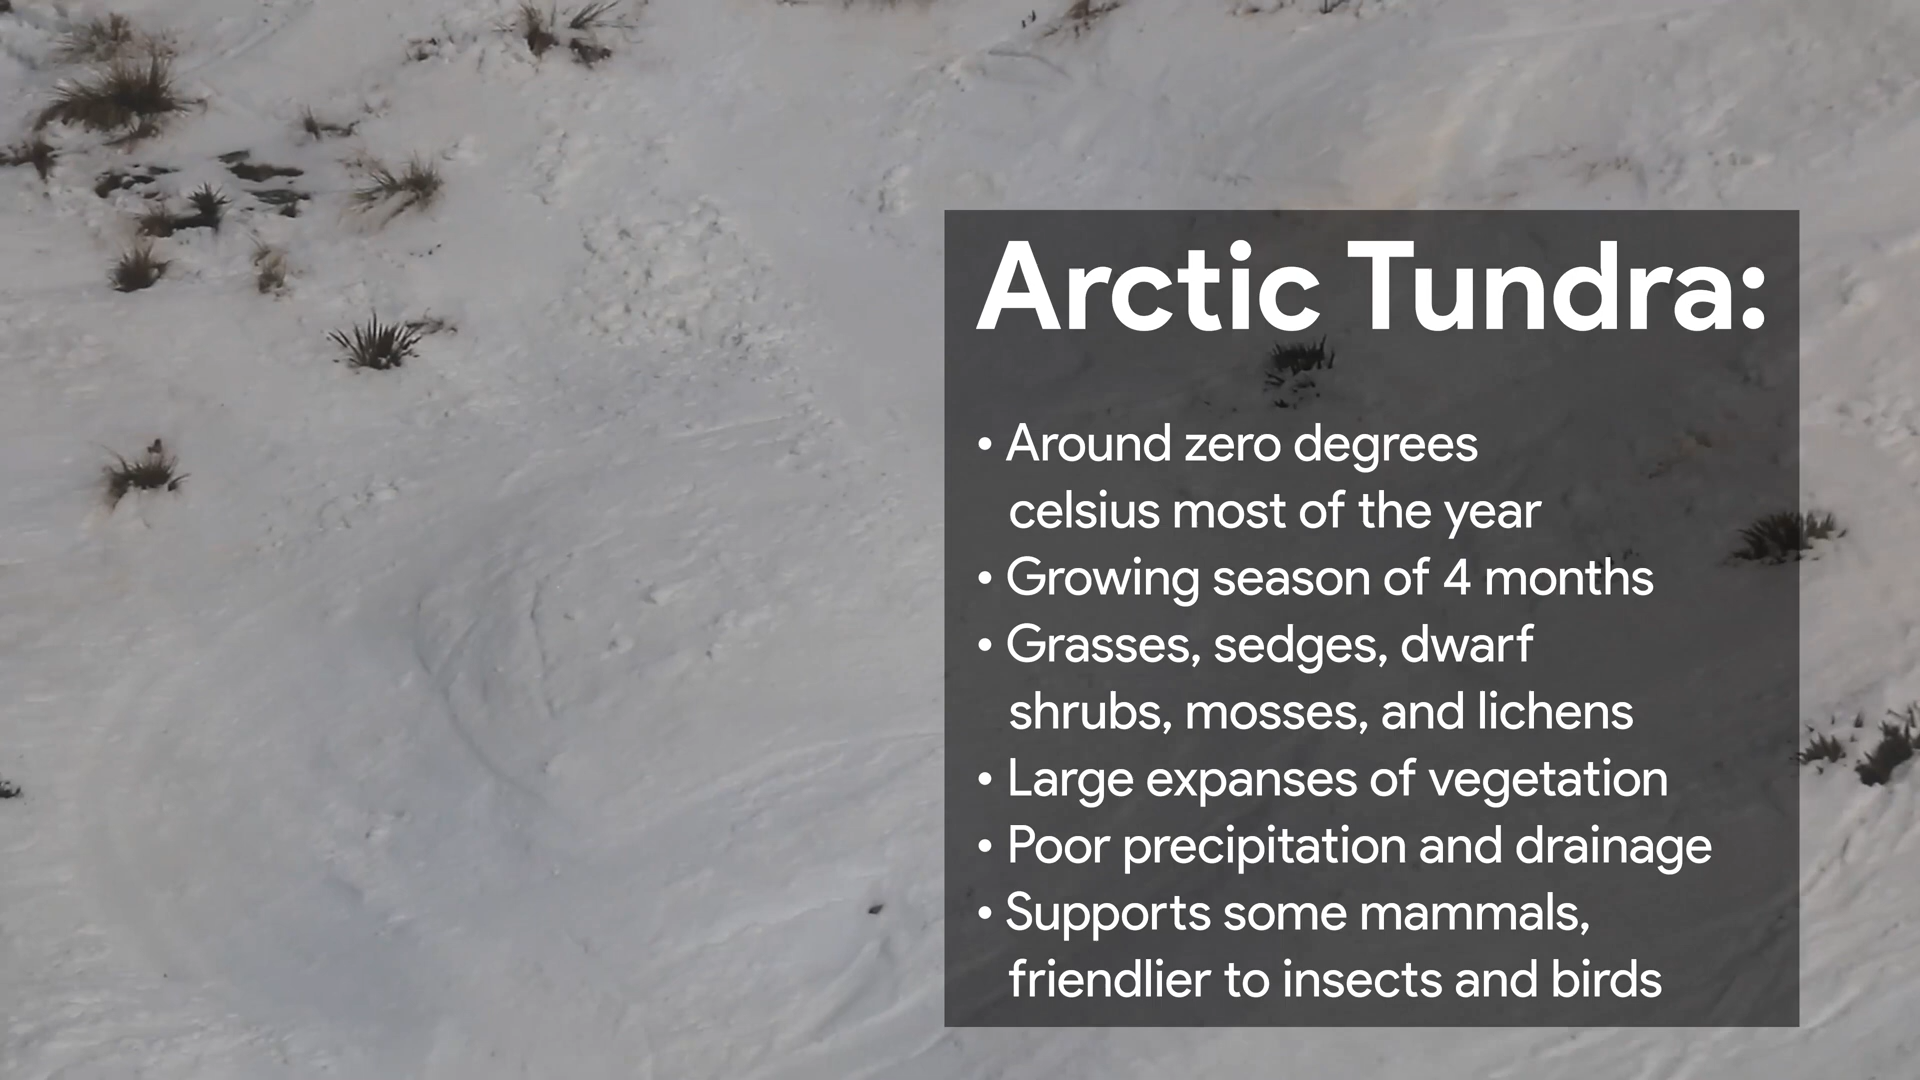 Arctic Tundra:
• Around zero degrees
celsius most of the year
• Growing season of 4 months
• Grasses, sedges, dwarf
shrubs, mosses, and lichens
• Large expanses of vegetation
• Poor precipitation and drainage
• Supports some mammals,
friendlier to insects and birds